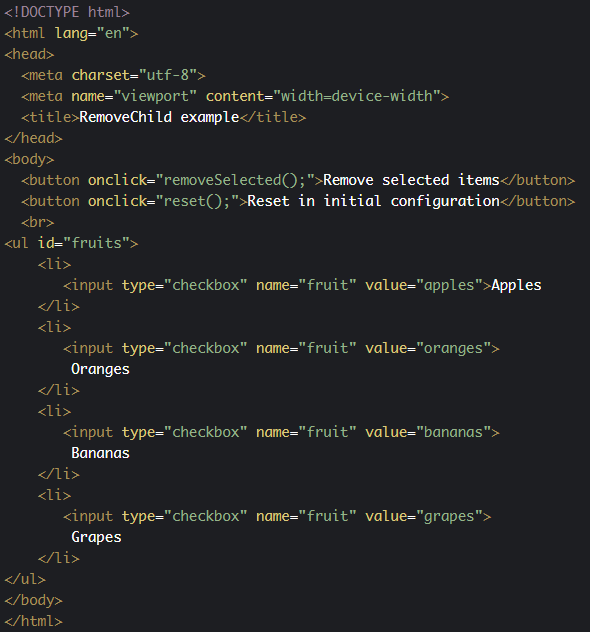 <!DOCTYPE html>
<html lang="en">
<head>
  <meta charset="utf-8">
  <meta name="viewport" content="width=device-width">
  <title>RemoveChild example</title>
</head>
<body>
  <button onclick="removeSelected();">Remove selected items</button>
  <button onclick="reset();">Reset in initial configuration</button>
  <br>
<ul id="fruits">
    <li>
       <input type="checkbox" name="fruit" value="apples">Apples
    </li>
    <li>
       <input type="checkbox" name="fruit" value="oranges">
        Oranges
    </li>
    <li>
       <input type="checkbox" name="fruit" value="bananas">
        Bananas
    </li>
    <li>
       <input type="checkbox" name="fruit" value="grapes">
        Grapes
    </li>
</ul>
</body>
</html>